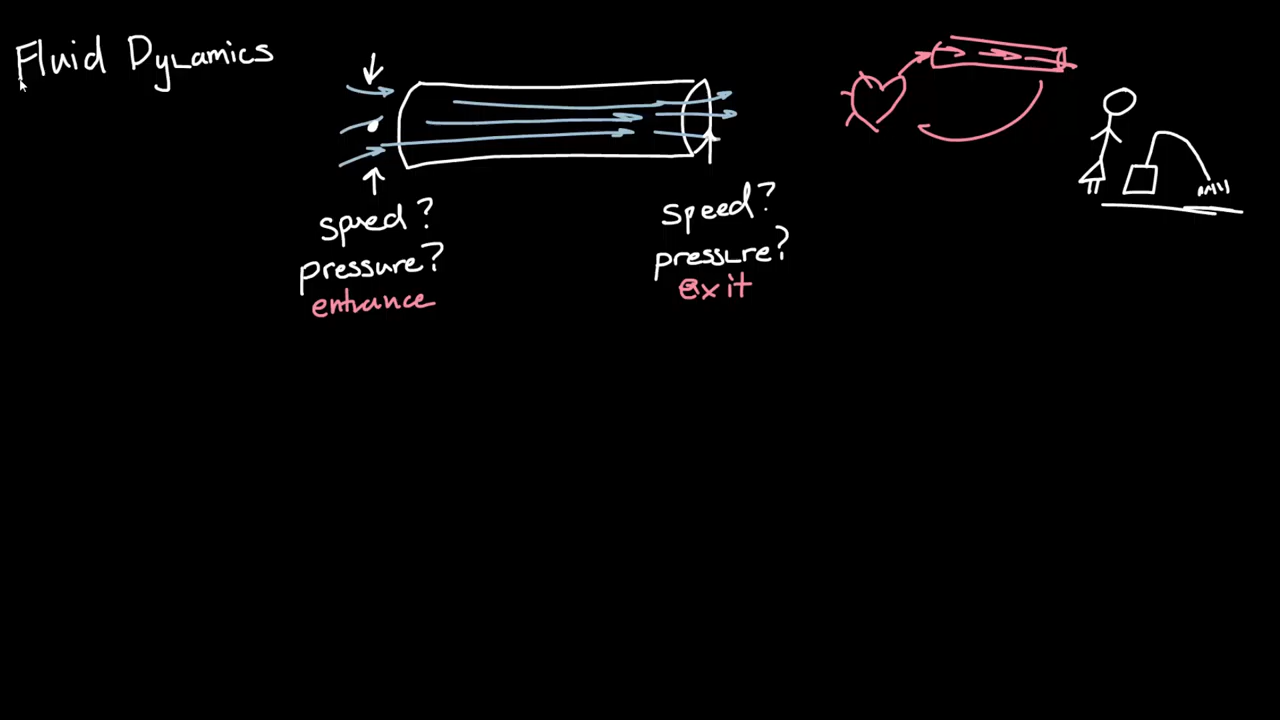 Fluid Dynamics
speed?
pressure?
entrance
speed?
pressure?
exit